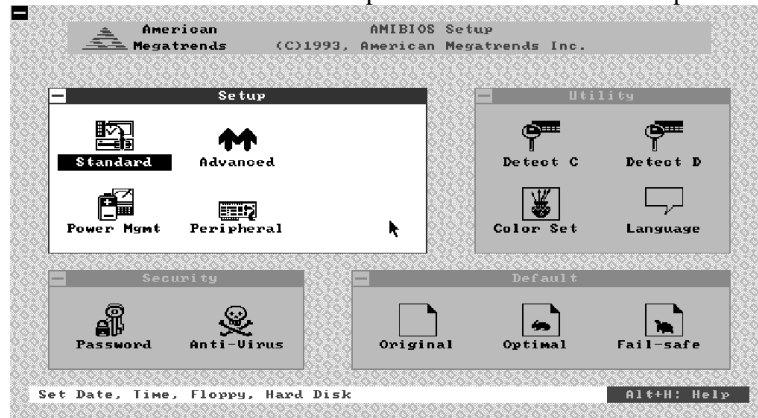 American
Megatrends
AMIBIOS Setup
(C)1993, American Megatrends Inc.
Setup
Standard
Advanced
Power Mgmt
Peripheral
Utility
Detect C
Detect D
Color Set
Language
Security
Password
Anti-Virus
Default
Original
Optimal
Fail-safe
Set Date, Time, Floppy, Hard Disk
Alt+H: Help